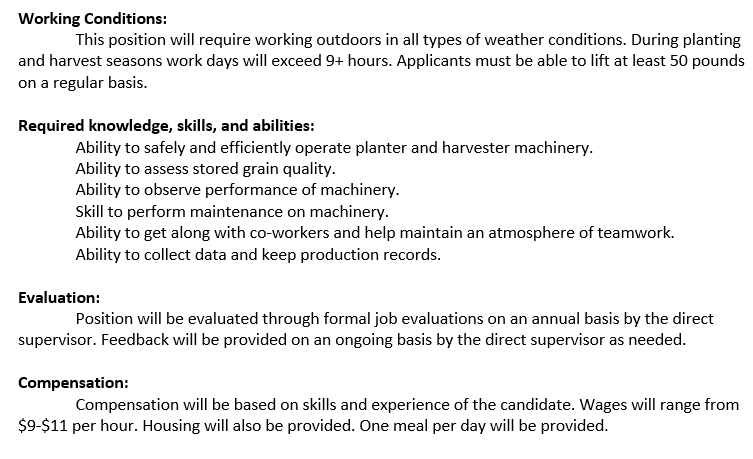 Working Conditions:
This position will require working outdoors in all types of weather conditions. During planting
and harvest seasons work days will exceed 9+ hours. Applicants must be able to lift at least 50 pounds
on a regular basis.
Required knowledge, skills, and abilities:
Ability to safely and efficiently operate planter and harvester machinery.
Ability to assess stored grain quality.
Ability to observe performance of machinery.
Skill to perform maintenance on machinery.
Ability to get along with co-workers and help maintain an atmosphere of teamwork.
Ability to collect data and keep production records.
Evaluation:
Position will be evaluated through formal job evaluations on an annual basis by the direct
supervisor. Feedback will be provided on an ongoing basis by the direct supervisor as needed.
Compensation:
Compensation will be based on skills and experience of the candidate. Wages will range from
$9-$11 per hour. Housing will also be provided. One meal per day will be provided.